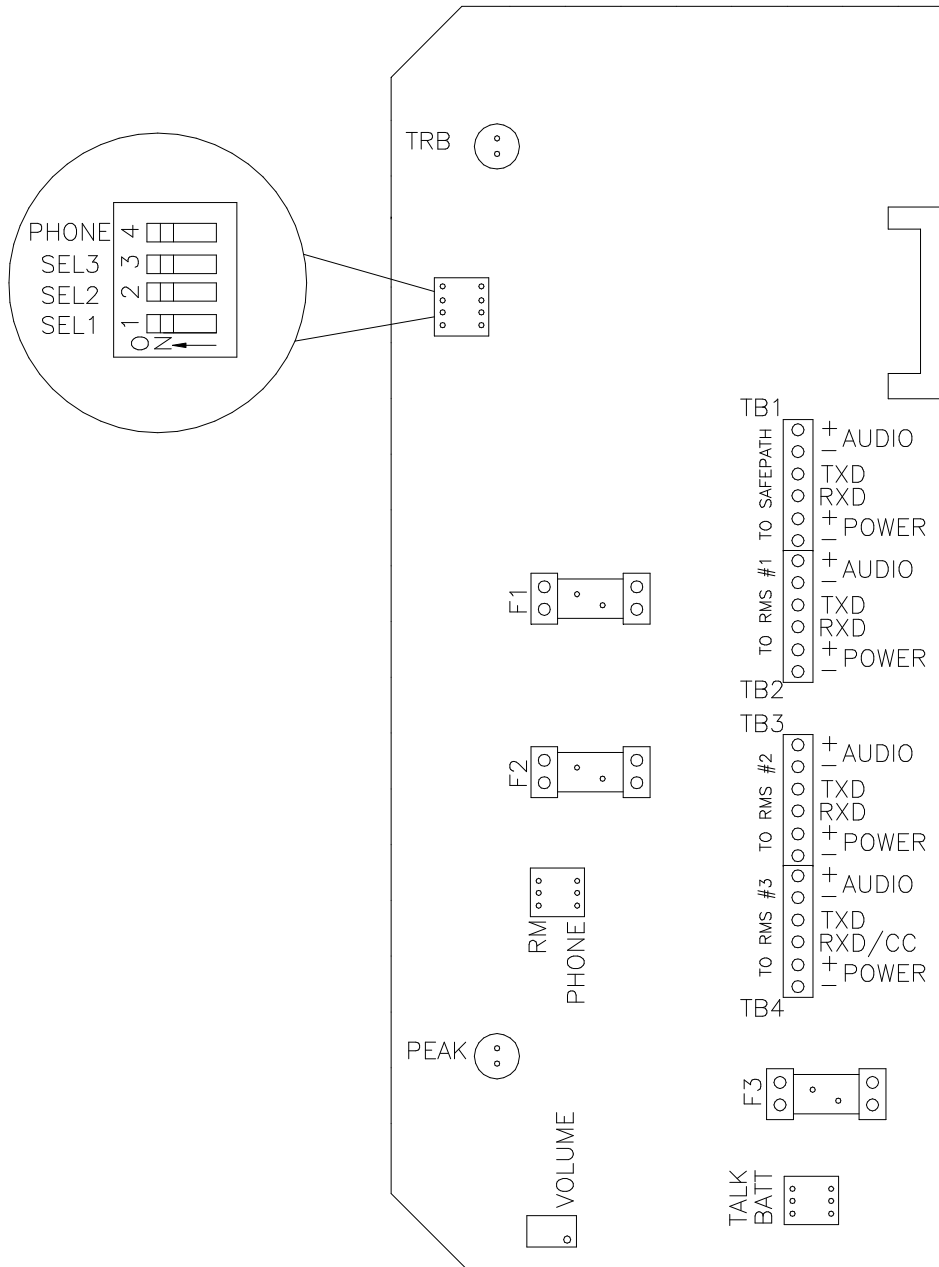 TRB
PHONE 4
SEL3 3
SEL2 2
SEL1 1
ON
TB1
TO SAFEPATH
+
AUDIO
−
TXD
RXD
+
POWER
−
TO RMS #1
+
AUDIO
−
TXD
RXD
+
POWER
−
TB2
F1
TB3
TO RMS #2
+
AUDIO
−
TXD
RXD
+
POWER
−
TO RMS #3
+
AUDIO
−
TXD
RXD/CC
+
POWER
−
TB4
F2
RM
PHONE
PEAK
F3
VOLUME
TALK
BATT